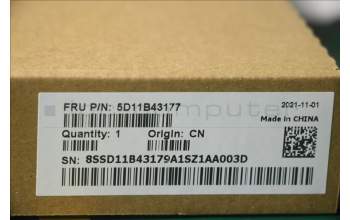 FRU P/N: 5D11B43177
2021-11-01
Made in CHINA
Quantity: 1 Origin: CN
SN: 8SSD11B43179A1SZ1AA003D